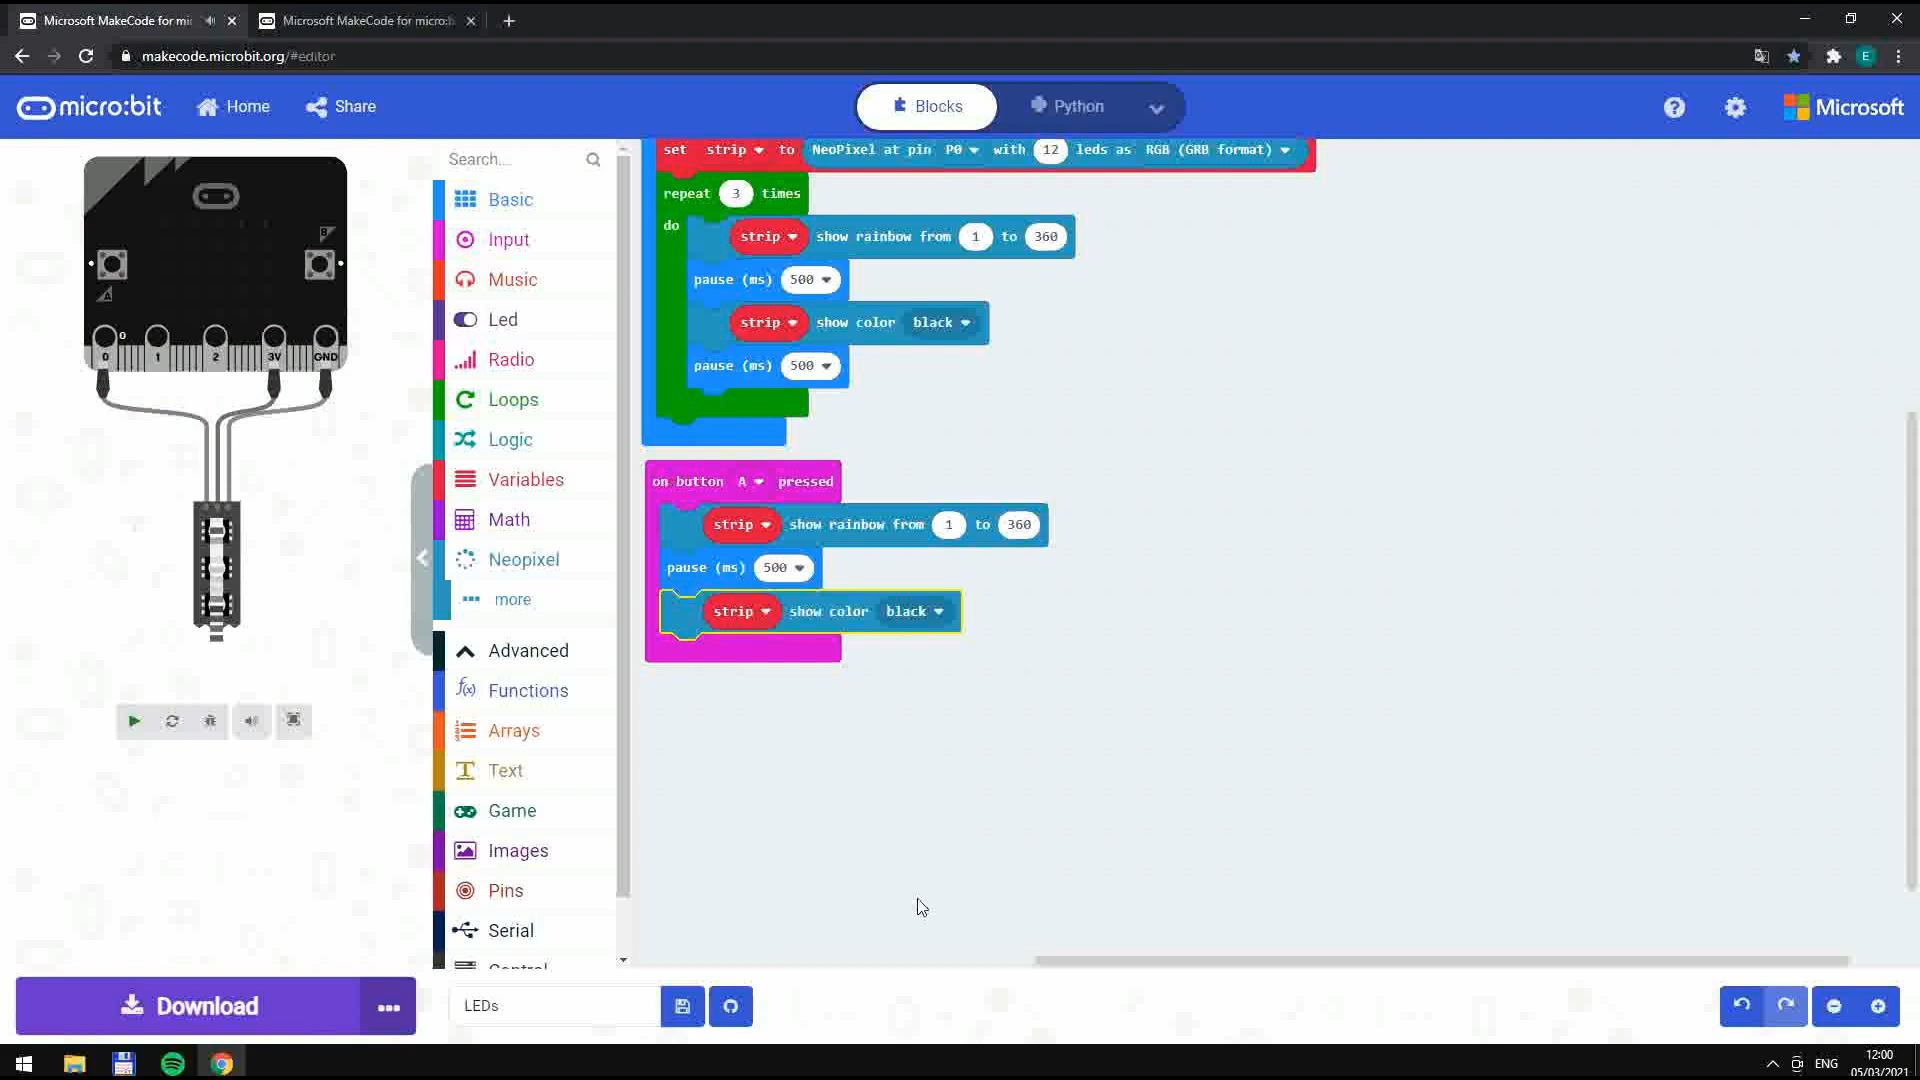 Microsoft MakeCode for mi
Microsoft MakeCode for micro:b
makecode.microbit.org/#editor
E
micro:bit
Home
Share
Blocks
Python
Microsoft
Search...
Basic
Input
Music
Led
Radio
Loops
Logic
Variables
Math
Neopixel
more
Advanced
Functions
Arrays
Text
Game
Images
Pins
Serial
B
A
0
0 1 2 3V GND
set strip to NeoPixel at pin P0 with 12 leds as RGB (GRB format)
repeat 3 times
do
strip show rainbow from 1 to 360
pause (ms) 500
strip show color black
pause (ms) 500
on button A pressed
strip show rainbow from 1 to 360
pause (ms) 500
strip show color black
Download
LEDs
ENG
12:00
05/03/2021